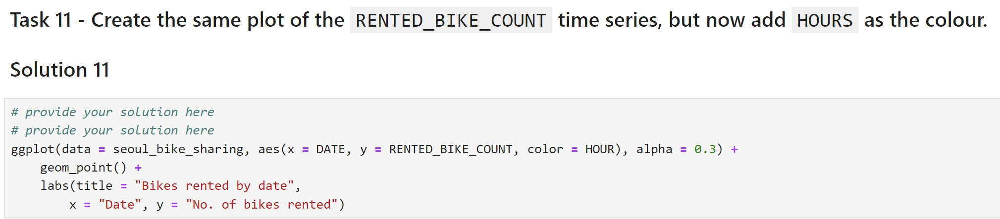 Task 11 - Create the same plot of the RENTED_BIKE_COUNT time series, but now add HOURS as the colour.
Solution 11
# provide your solution here
# provide your solution here
ggplot(data = seoul_bike_sharing, aes(x = DATE, y = RENTED_BIKE_COUNT, color = HOUR), alpha = 0.3) +
    geom_point() +
    labs(title = "Bikes rented by date",
        x = "Date", y = "No. of bikes rented")